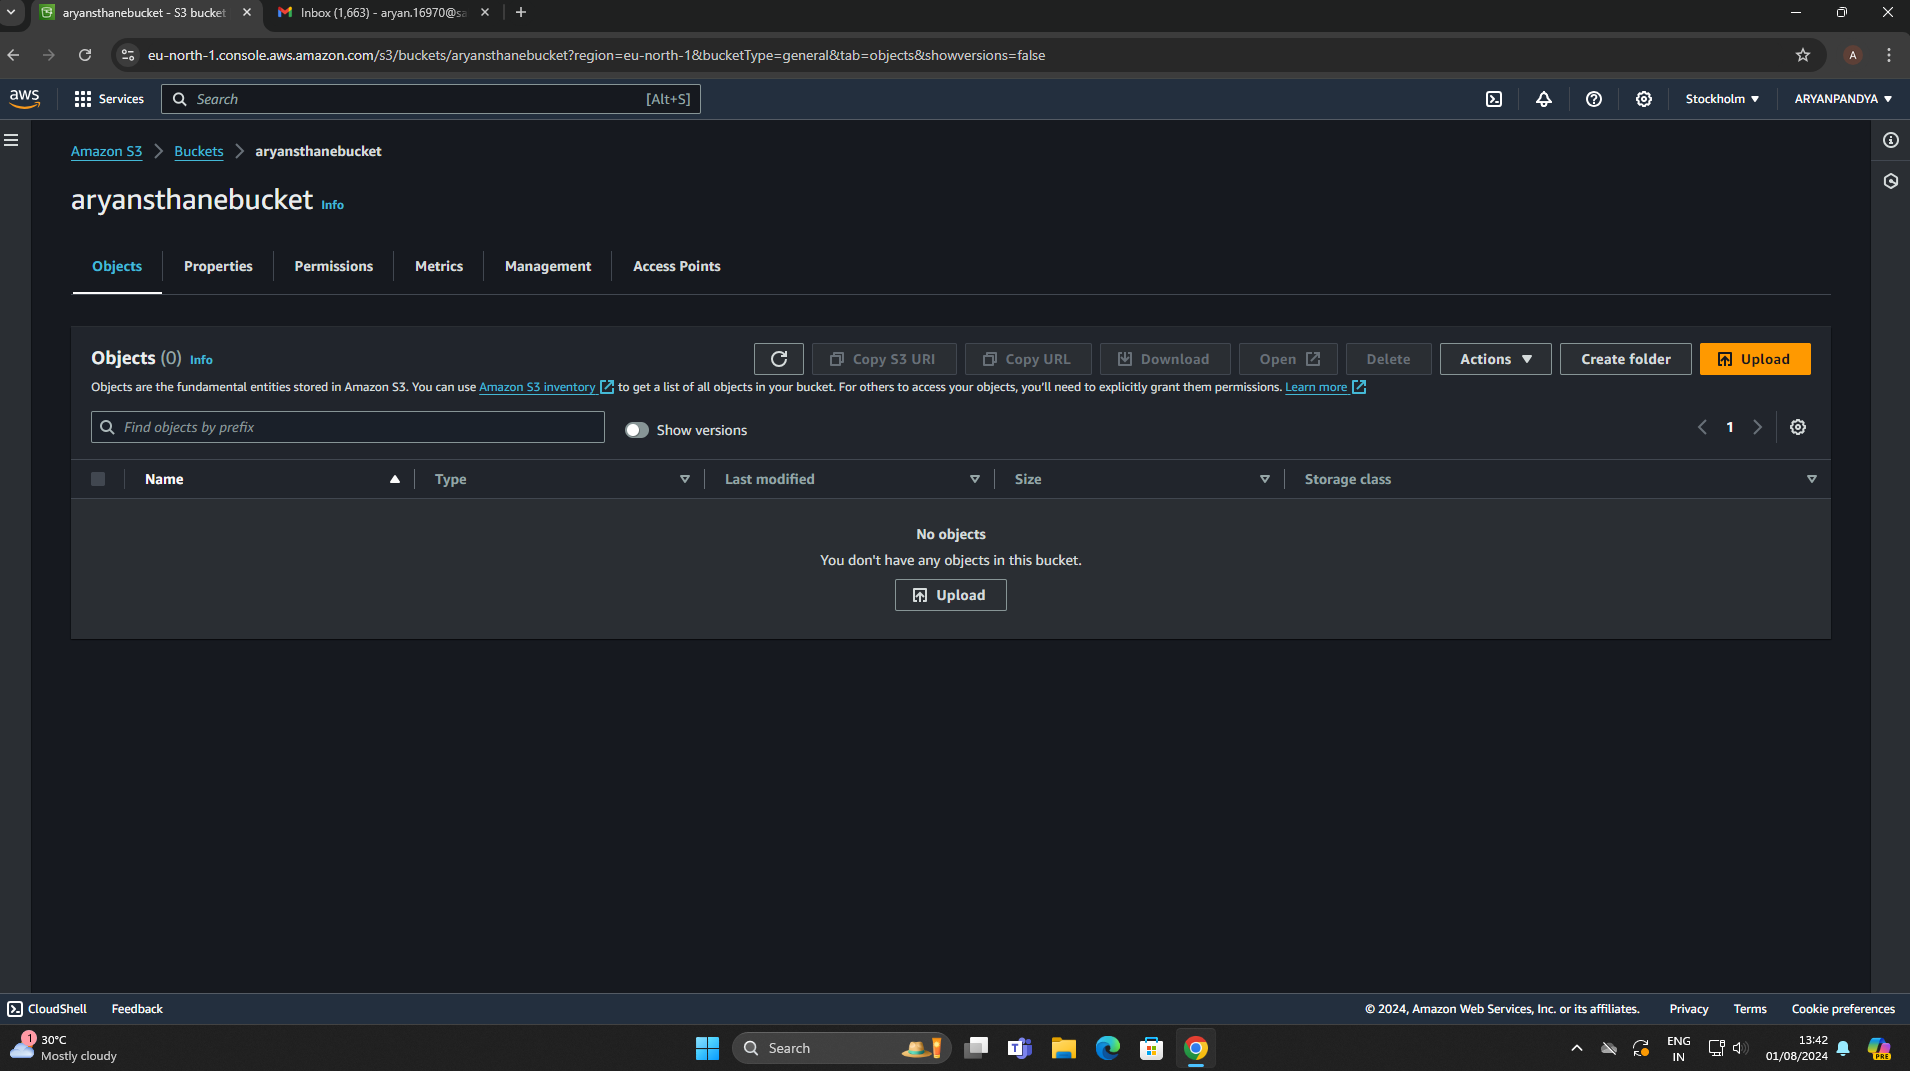 aryansthanebucket - S3 bucket
Inbox (1,663) - aryan.16970@sa
eu-north-1.console.aws.amazon.com/s3/buckets/aryansthanebucket?region=eu-north-1&bucketType=general&tab=objects&showversions=false
A
aws
Services
Search
[Alt+S]
Stockholm
ARYANPANDYA
Amazon S3
Buckets
aryansthanebucket
aryansthanebucket Info
Objects
Properties
Permissions
Metrics
Management
Access Points
Objects (0) Info
Copy S3 URI
Copy URL
Download
Open
Delete
Actions
Create folder
Upload
Objects are the fundamental entities stored in Amazon S3. You can use Amazon S3 inventory to get a list of all objects in your bucket. For others to access your objects, you'll need to explicitly grant them permissions. Learn more
Find objects by prefix
Show versions
1
Name
Type
Last modified
Size
Storage class
No objects
You don't have any objects in this bucket.
Upload
CloudShell
Feedback
© 2024, Amazon Web Services, Inc. or its affiliates.
Privacy
Terms
Cookie preferences
1
30°C
Mostly cloudy
Search
ENG
IN
13:42
01/08/2024
PRE